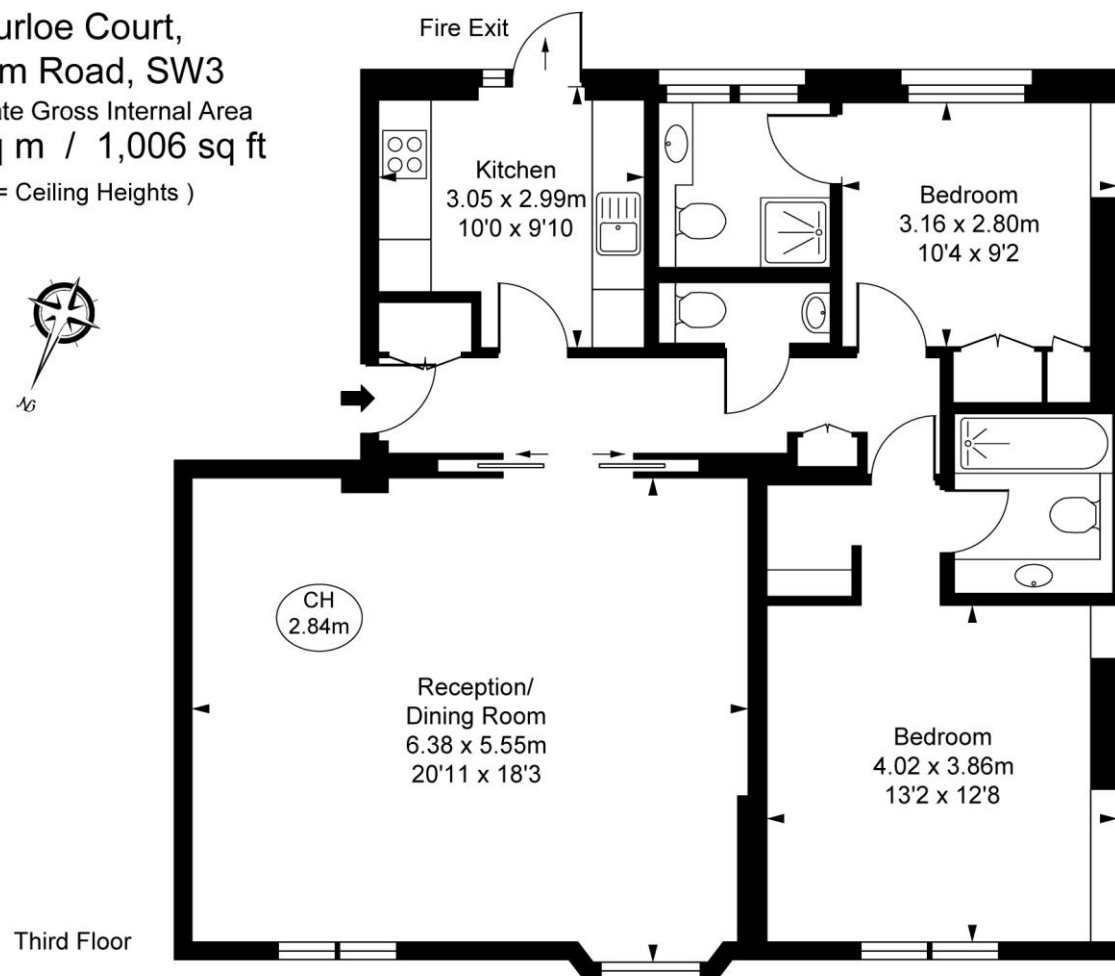 urloe Court,
m Road, SW3
ate Gross Internal Area
q m / 1,006 sq ft
= Ceiling Heights )
Fire Exit
Kitchen
3.05 x 2.99m
10'0 x 9'10
Bedroom
3.16 x 2.80m
10'4 x 9'2
N
CH
2.84m
Reception/
Dining Room
6.38 x 5.55m
20'11 x 18'3
Bedroom
4.02 x 3.86m
13'2 x 12'8
Third Floor